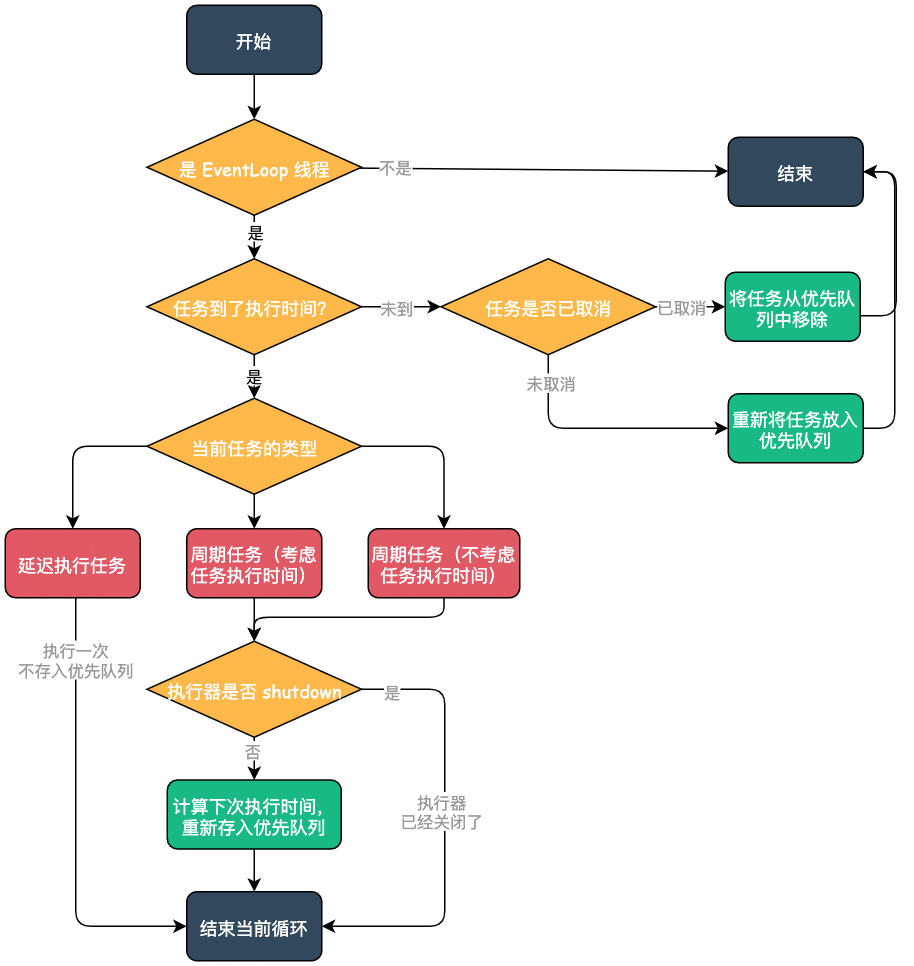 开始
是 EventLoop 线程
不是
结束
是
任务到了执行时间?
未到
任务是否已取消
已取消
将任务从优先队
列中移除
未取消
重新将任务放入
优先队列
是
当前任务的类型
延迟执行任务
周期任务（考虑
任务执行时间）
周期任务（不考虑
任务执行时间）
执行一次
不存入优先队列
执行器是否 shutdown
是
否
计算下次执行时间,
重新存入优先队列
执行器
已经关闭了
结束当前循环